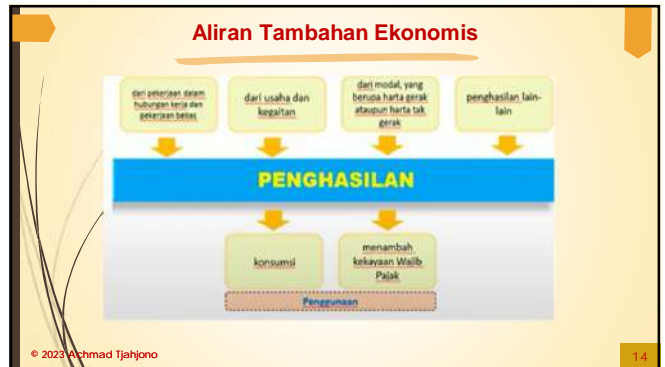 Aliran Tambahan Ekonomis
dari pekerjaan dalam
hubungan kerja dan
pekerjaan bebas
dari usaha dan
kegaitan
dari modal, yang
berupa harta gerak
ataupun harta tak
gerak
penghasilan lain-
lain
PENGHASILAN
konsumsi
menambah
kekayaan Wajib
Pajak
Penggunaan
© 2023 Achmad Tjahjono
14